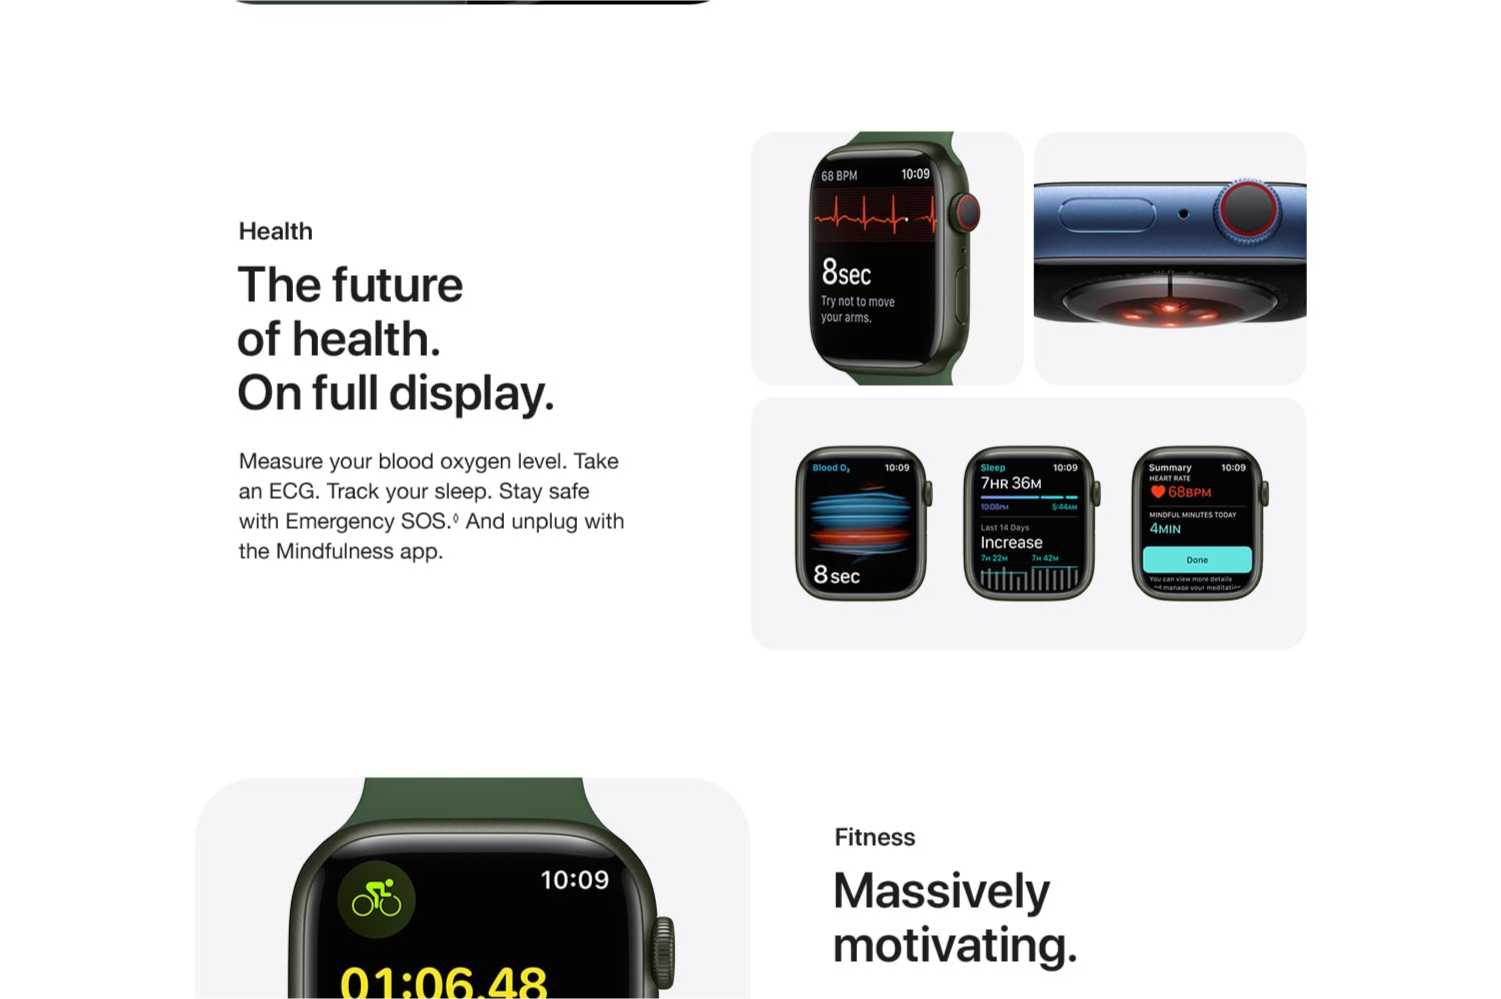 Health
The future
of health.
On full display.
Measure your blood oxygen level. Take
an ECG. Track your sleep. Stay safe
with Emergency SOS.◊ And unplug with
the Mindfulness app.
68 BPM 10:09
8sec
Try not to move
your arms.
Blood O₂ 10:09
8sec
Sleep 10:09
7HR 36M
10:08PM 5:44AM
Last 14 Days
Increase
7H 22M 7H 42M
Summary 10:09
HEART RATE
68BPM
MINDFUL MINUTES TODAY
4MIN
Done
You can view more details
and manage your meditation
10:09
01:06.48
Fitness
Massively
motivating.